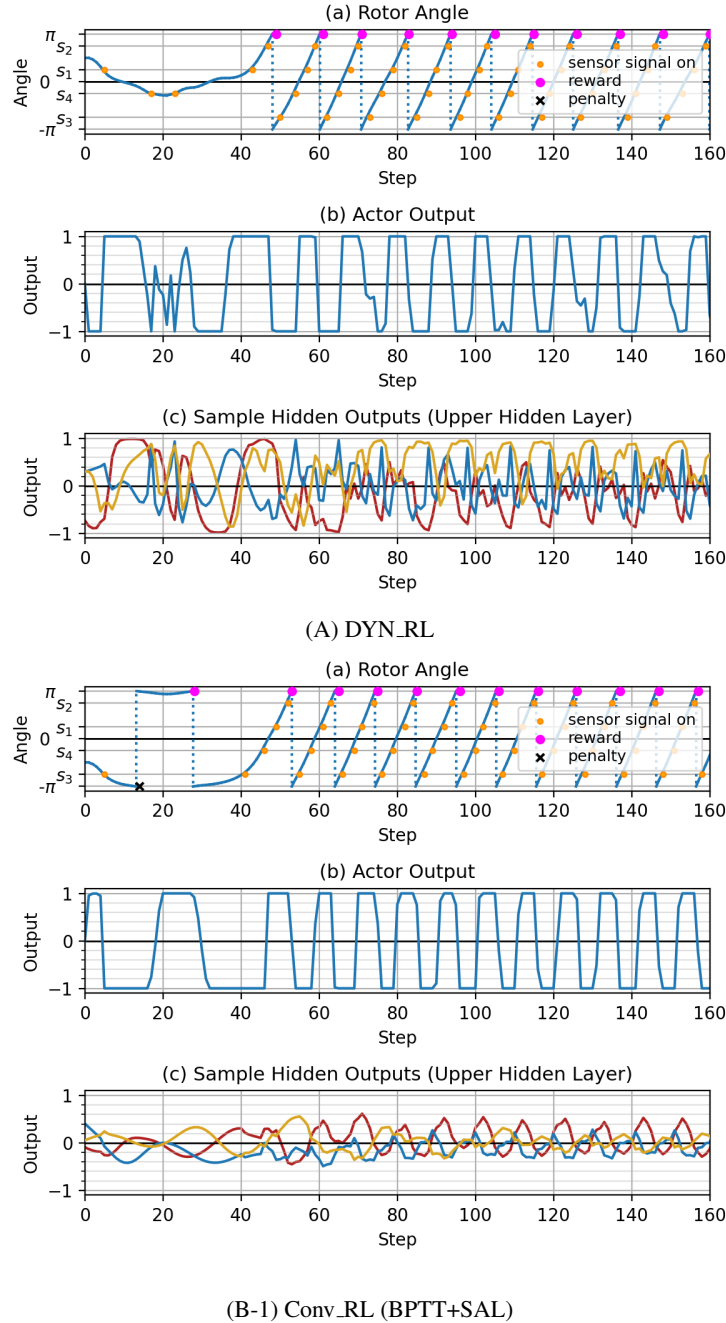 (a) Rotor Angle
π
s2
s1
0
s4
s3
-π
Angle
sensor signal on
reward
penalty
0 20 40 60 80 100 120 140 160
Step
(b) Actor Output
1
0
−1
Output
0 20 40 60 80 100 120 140 160
Step
(c) Sample Hidden Outputs (Upper Hidden Layer)
1
0
−1
Output
0 20 40 60 80 100 120 140 160
Step
(A) DYN_RL
(a) Rotor Angle
π
s2
s1
0
s4
s3
-π
Angle
sensor signal on
reward
penalty
0 20 40 60 80 100 120 140 160
Step
(b) Actor Output
1
0
−1
Output
0 20 40 60 80 100 120 140 160
Step
(c) Sample Hidden Outputs (Upper Hidden Layer)
1
0
−1
Output
0 20 40 60 80 100 120 140 160
Step
(B-1) Conv_RL (BPTT+SAL)